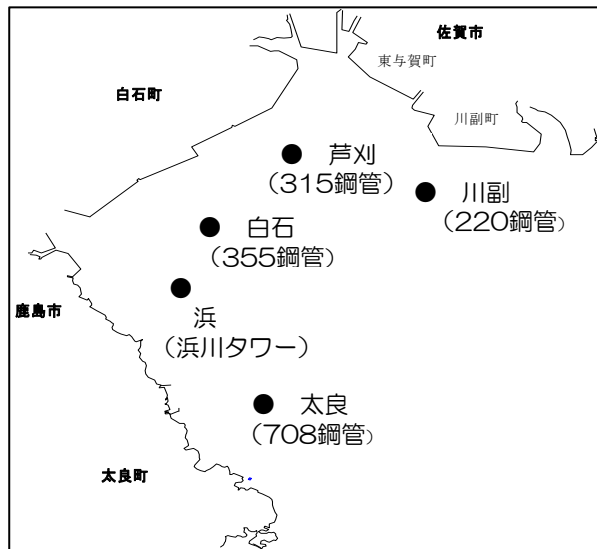 佐賀市
東与賀町
白石町
川副町
芦刈
（315鋼管）
川副
（220鋼管）
白石
（355鋼管）
鹿島市
浜
（浜川タワー）
太良
（708鋼管）
太良町